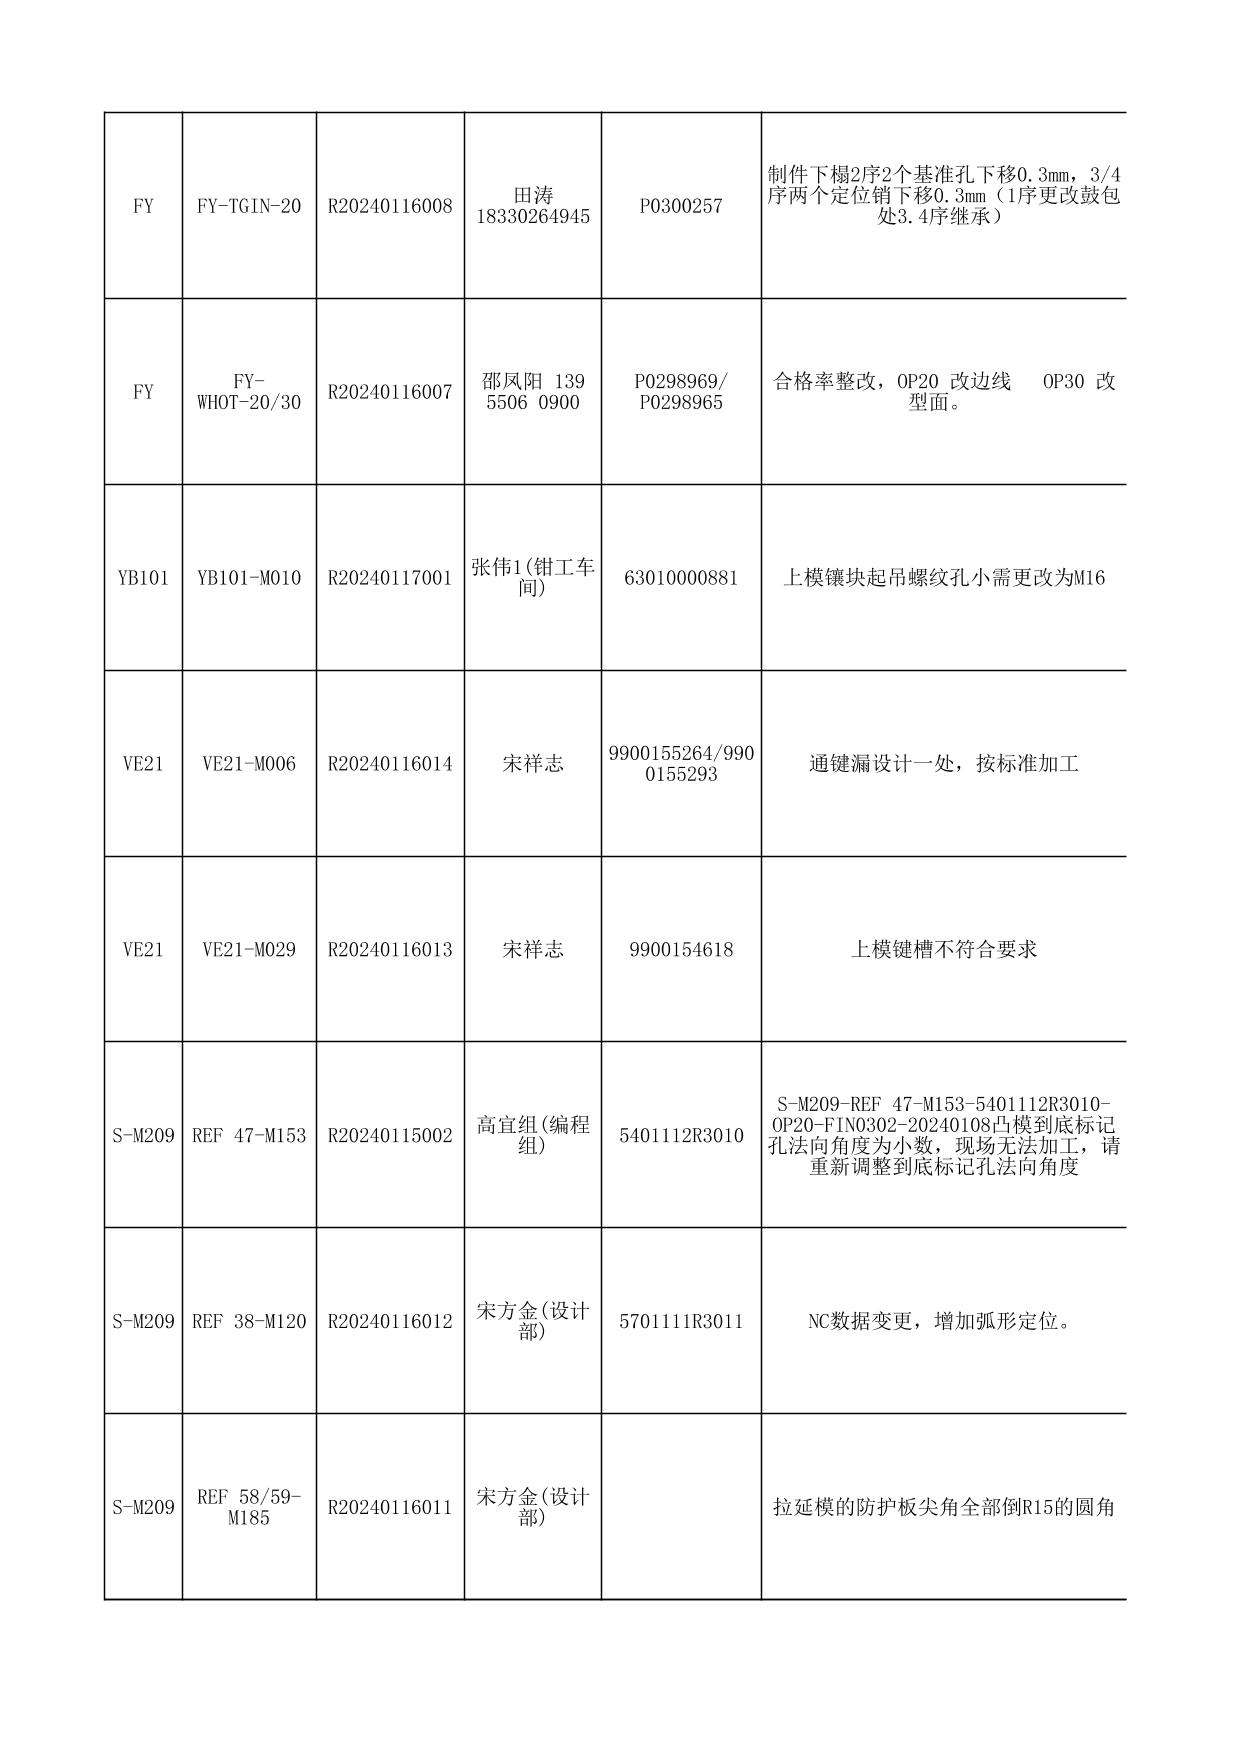 FY
FY-TGIN-20
R20240116008
田涛
18330264945
P0300257
制件下榻2序2个基准孔下移0.3mm，3/4
序两个定位销下移0.3mm（1序更改鼓包
处3.4序继承）
FY
FY-
WHOT-20/30
R20240116007
邵凤阳 139
5506 0900
P0298969/
P0298965
合格率整改，OP20 改边线   OP30 改
型面。
YB101
YB101-M010
R20240117001
张伟1(钳工车
间)
63010000881
上模镶块起吊螺纹孔小需更改为M16
VE21
VE21-M006
R20240116014
宋祥志
9900155264/990
0155293
通键漏设计一处，按标准加工
VE21
VE21-M029
R20240116013
宋祥志
9900154618
上模键槽不符合要求
S-M209
REF 47-M153
R20240115002
高宜组(编程
组)
5401112R3010
S-M209-REF 47-M153-5401112R3010-
OP20-FIN0302-20240108凸模到底标记
孔法向角度为小数，现场无法加工，请
重新调整到底标记孔法向角度
S-M209
REF 38-M120
R20240116012
宋方金(设计
部)
5701111R3011
NC数据变更，增加弧形定位。
S-M209
REF 58/59-
M185
R20240116011
宋方金(设计
部)
拉延模的防护板尖角全部倒R15的圆角